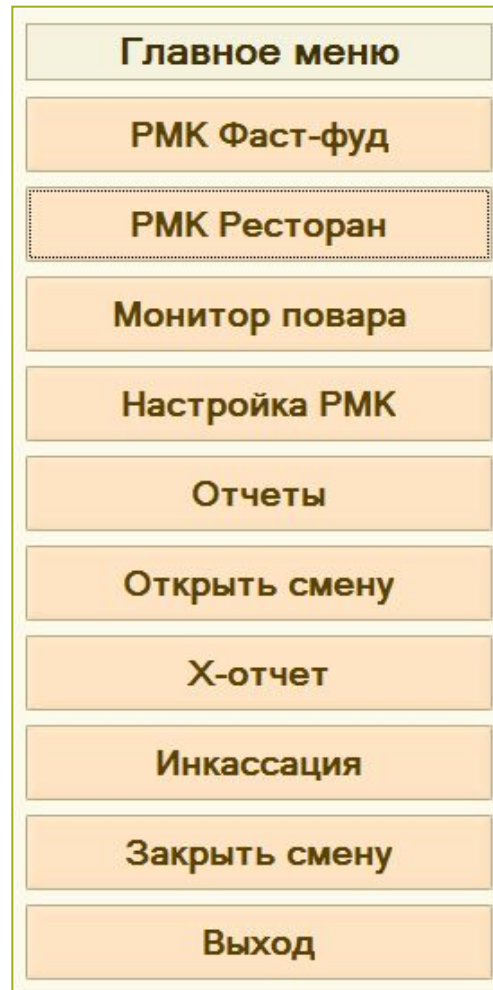 Главное меню
РМК Фаст-фуд
РМК Ресторан
Монитор повара
Настройка РМК
Отчеты
Открыть смену
Х-отчет
Инкассация
Закрыть смену
Выход